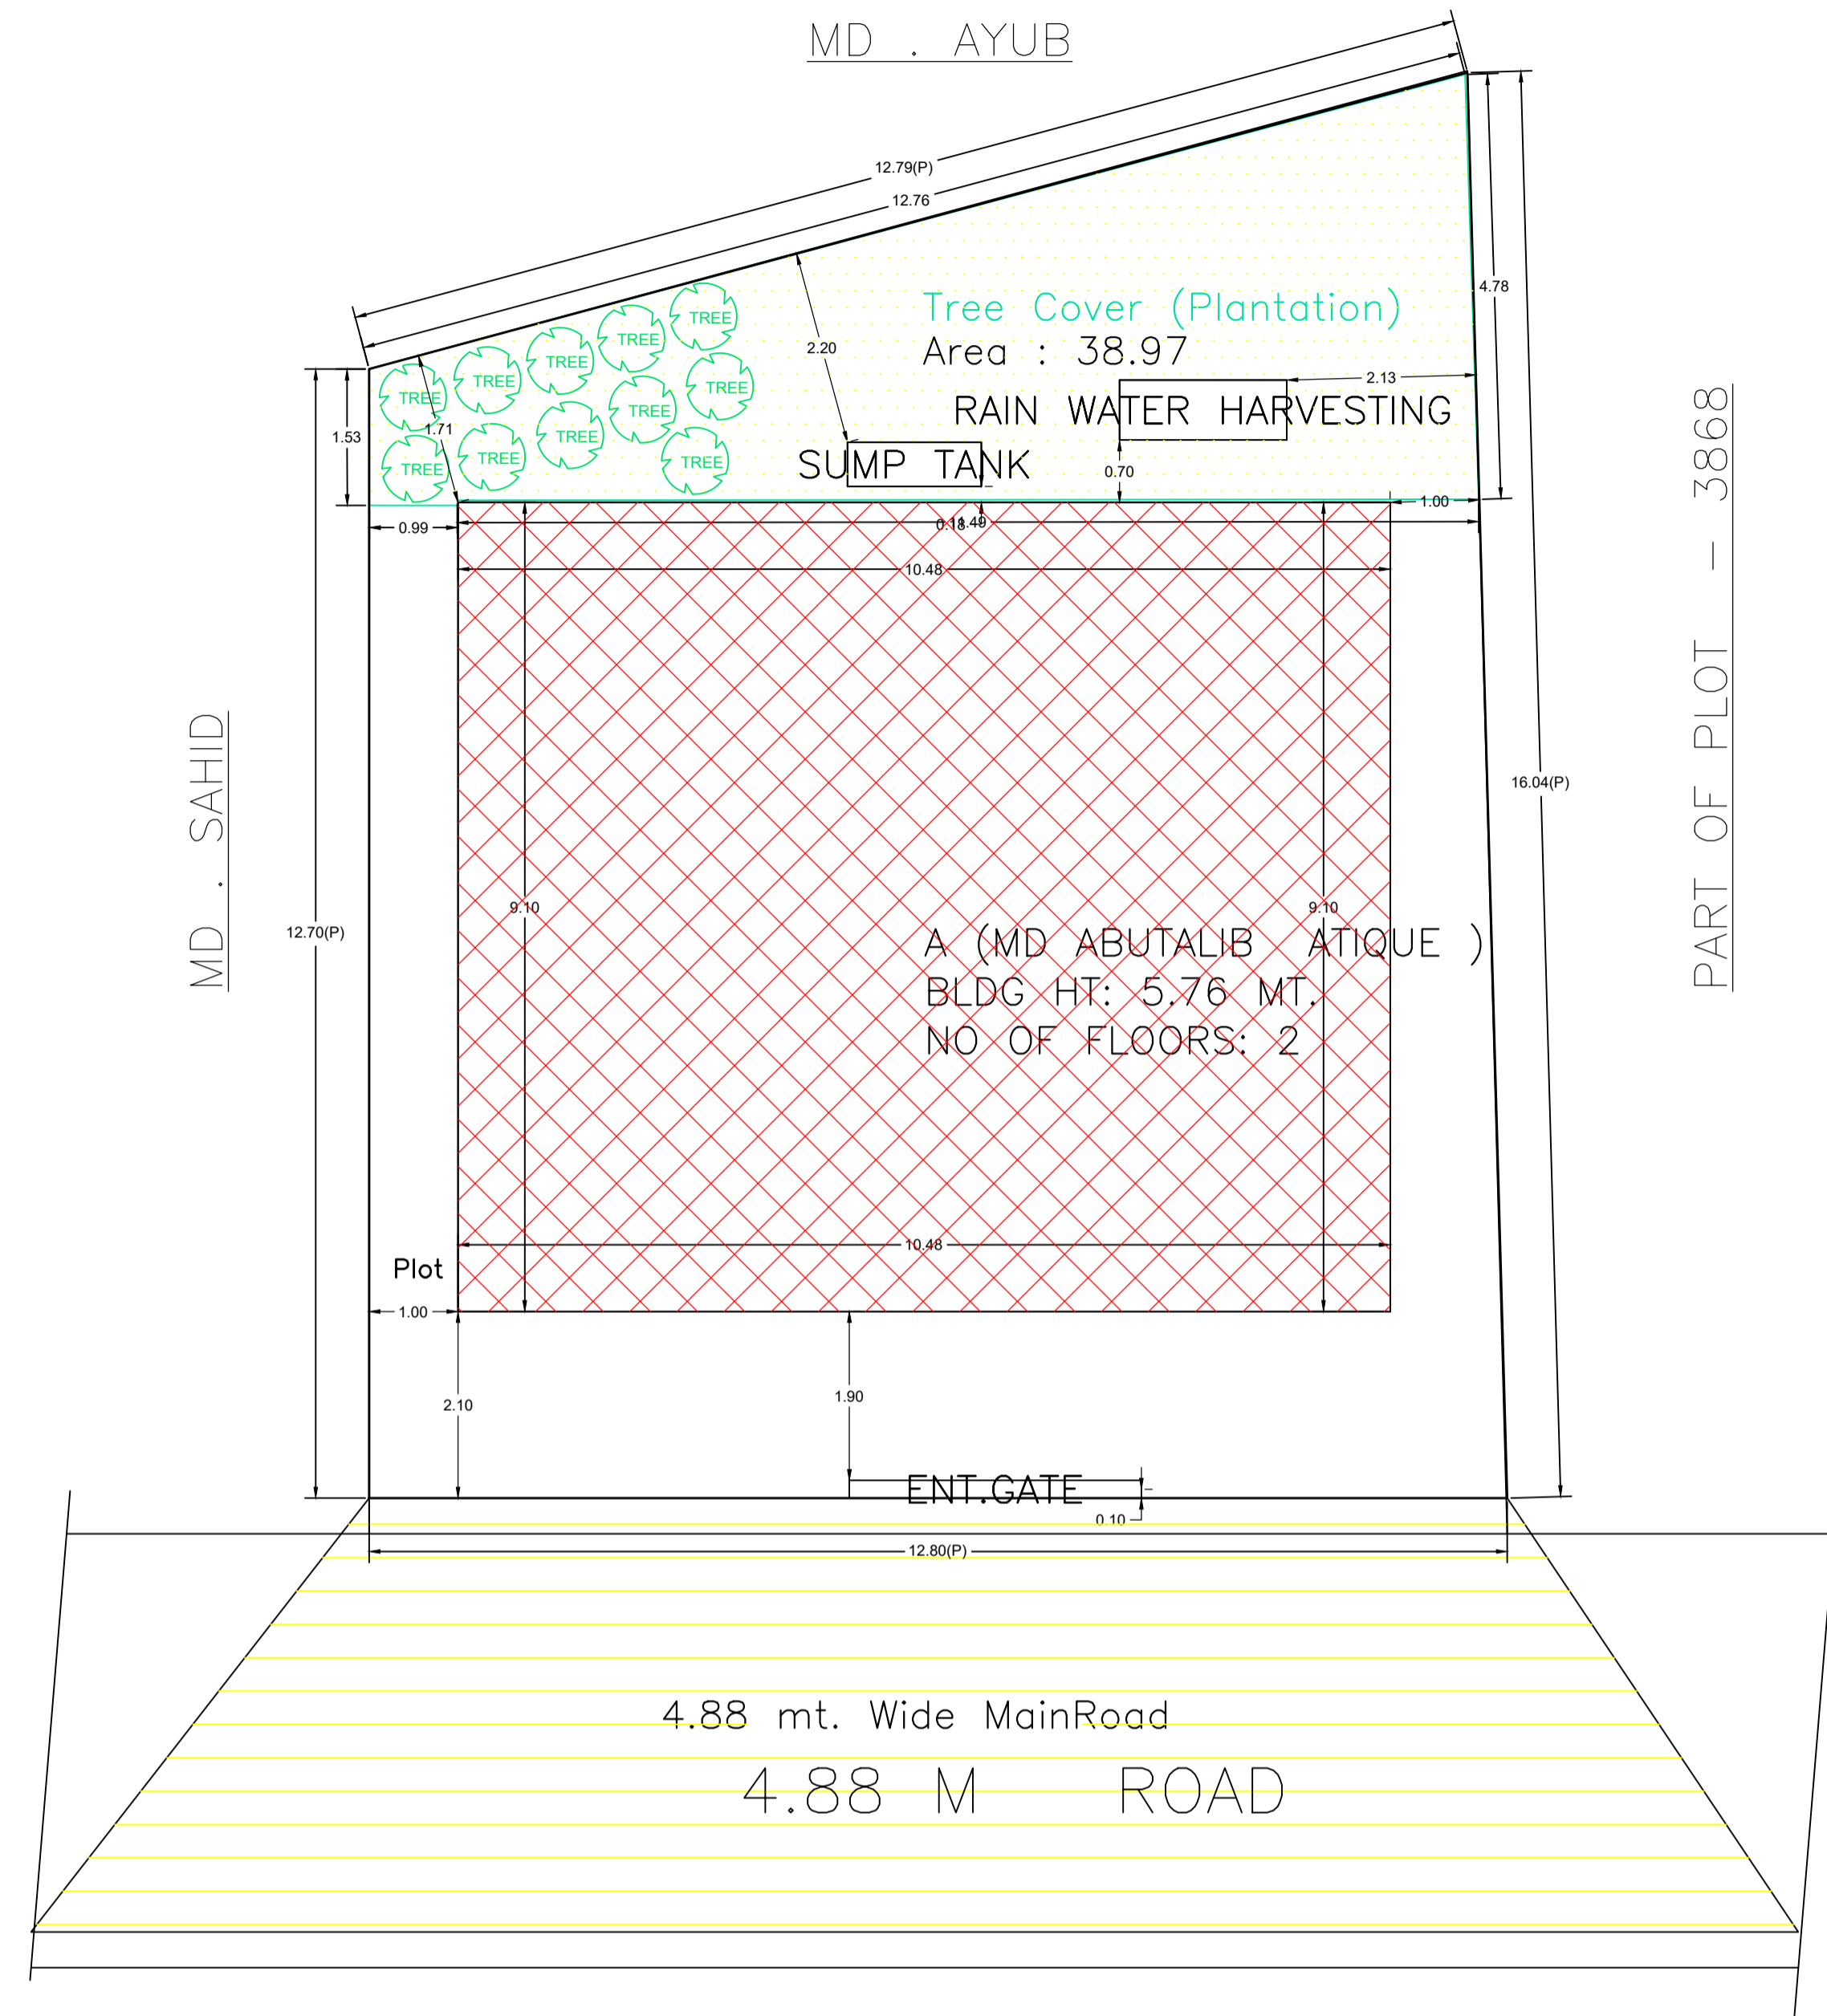 MD . AYUB
12.79(P)
12.76
4.78
Tree Cover (Plantation)
Area : 38.97
2.20
TREE
TREE
TREE
TREE
TREE
TREE
TREE
TREE
TREE
TREE
TREE
1.53
1.71
2.13
RAIN WATER HARVESTING
SUMP TANK
0.70
1.00
0.99
0.18
11.49
10.48
PART OF PLOT - 3868
MD . SAHID
16.04(P)
12.70(P)
9.10
9.10
A (MD ABUTALIB ATIQUE )
BLDG HT: 5.76 MT.
NO OF FLOORS: 2
10.48
Plot
1.00
2.10
1.90
ENT.GATE
0.10
12.80(P)
4.88 mt. Wide MainRoad
4.88 M ROAD